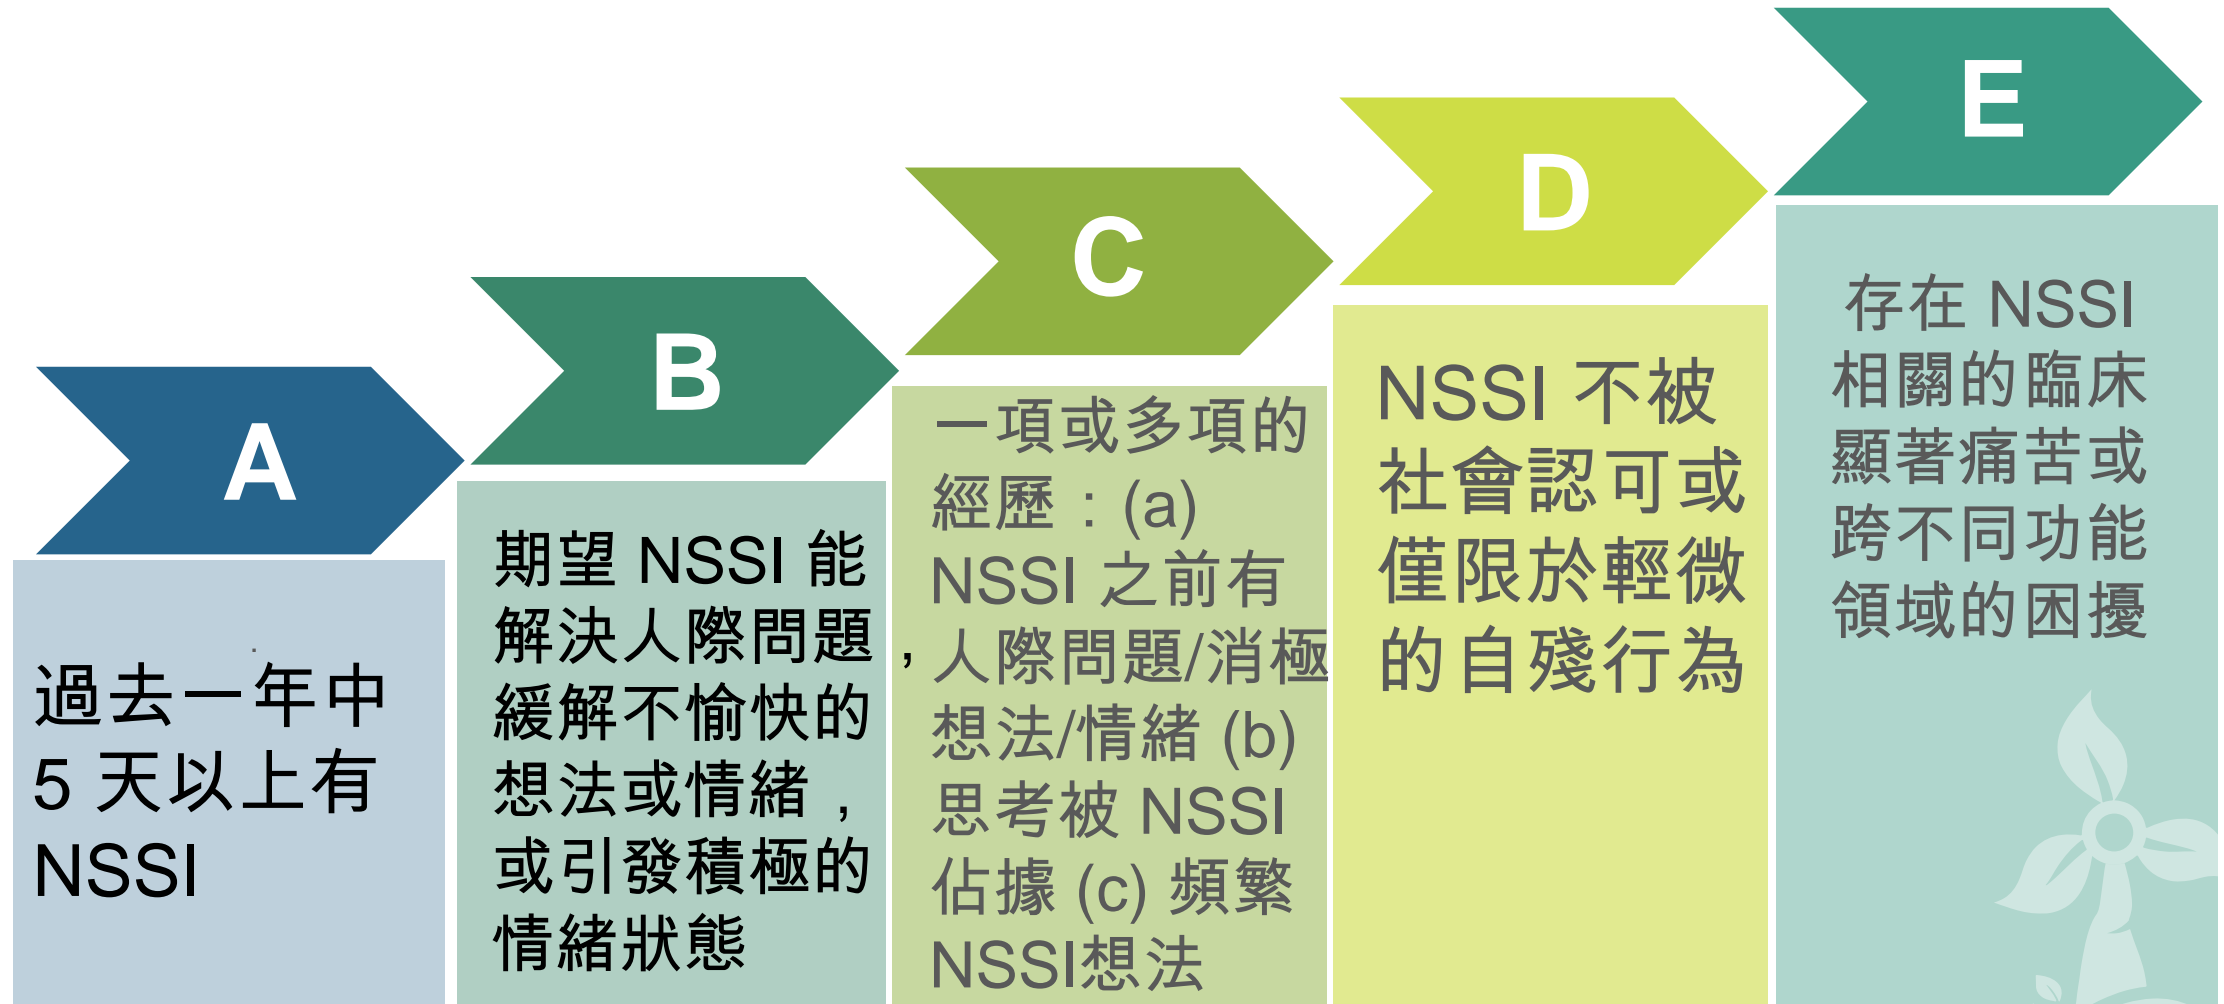 A
過去一年中
5 天以上有
NSSI
B
期望 NSSI 能
解決人際問題,
緩解不愉快的
想法或情緒,
或引發積極的
情緒狀態
C
一項或多項的
經歷:(a)
NSSI 之前有
人際問題/消極
想法/情緒 (b)
思考被 NSSI
佔據 (c) 頻繁
NSSI想法
D
NSSI 不被
社會認可或
僅限於輕微
的自殘行為
E
存在 NSSI
相關的臨床
顯著痛苦或
跨不同功能
領域的困擾